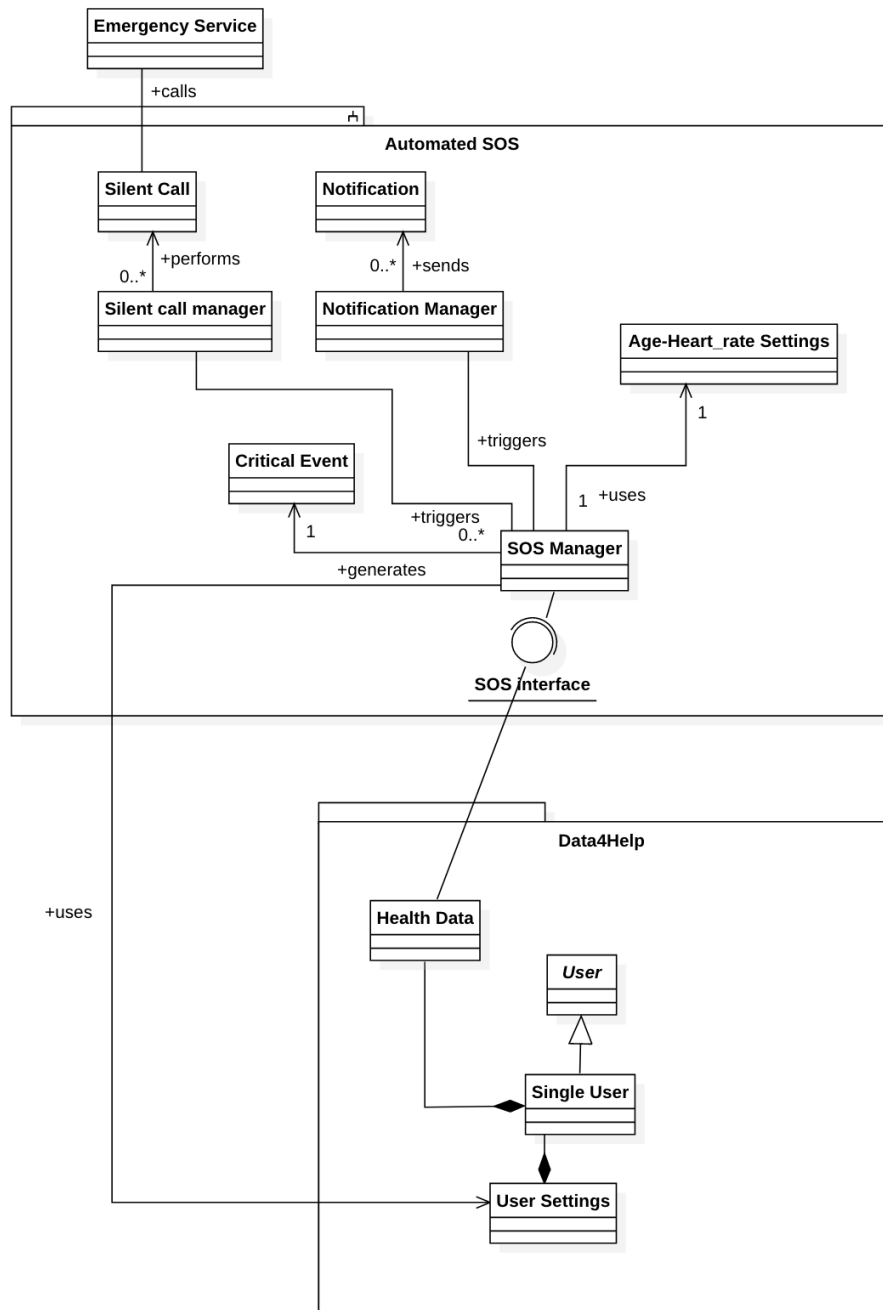 Emergency Service
+calls
Automated SOS
Silent Call
Notification
+performs
0..*
0..*
+sends
Silent call manager
Notification Manager
Age-Heart_rate Settings
1
+triggers
Critical Event
1
+uses
+triggers
0..*
1
SOS Manager
+generates
SOS interface
Data4Help
+uses
Health Data
User
Single User
User Settings